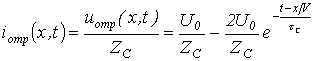 i_отр(x,t) = u_отр(x,t)/Z_C = U_0/Z_C − 2U_0/Z_C e^(−(t−x/V)/τ_C)